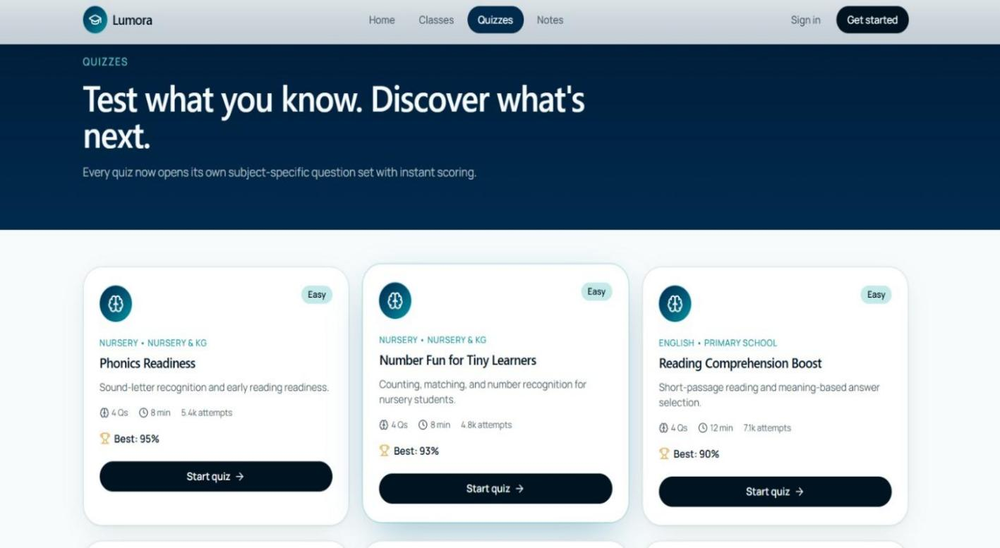 Lumora
Home Classes Quizzes Notes
Sign in Get started
QUIZZES
Test what you know. Discover what's
next.
Every quiz now opens its own subject-specific question set with instant scoring.
Easy
NURSERY • NURSERY & KG
Phonics Readiness
Sound-letter recognition and early reading readiness.
4 Qs 8 min 5.4k attempts
Best: 95%
Start quiz →
Easy
NURSERY • NURSERY & KG
Number Fun for Tiny Learners
Counting, matching, and number recognition for
nursery students.
4 Qs 8 min 4.8k attempts
Best: 93%
Start quiz →
Easy
ENGLISH • PRIMARY SCHOOL
Reading Comprehension Boost
Short-passage reading and meaning-based answer
selection.
4 Qs 12 min 7.1k attempts
Best: 90%
Start quiz →